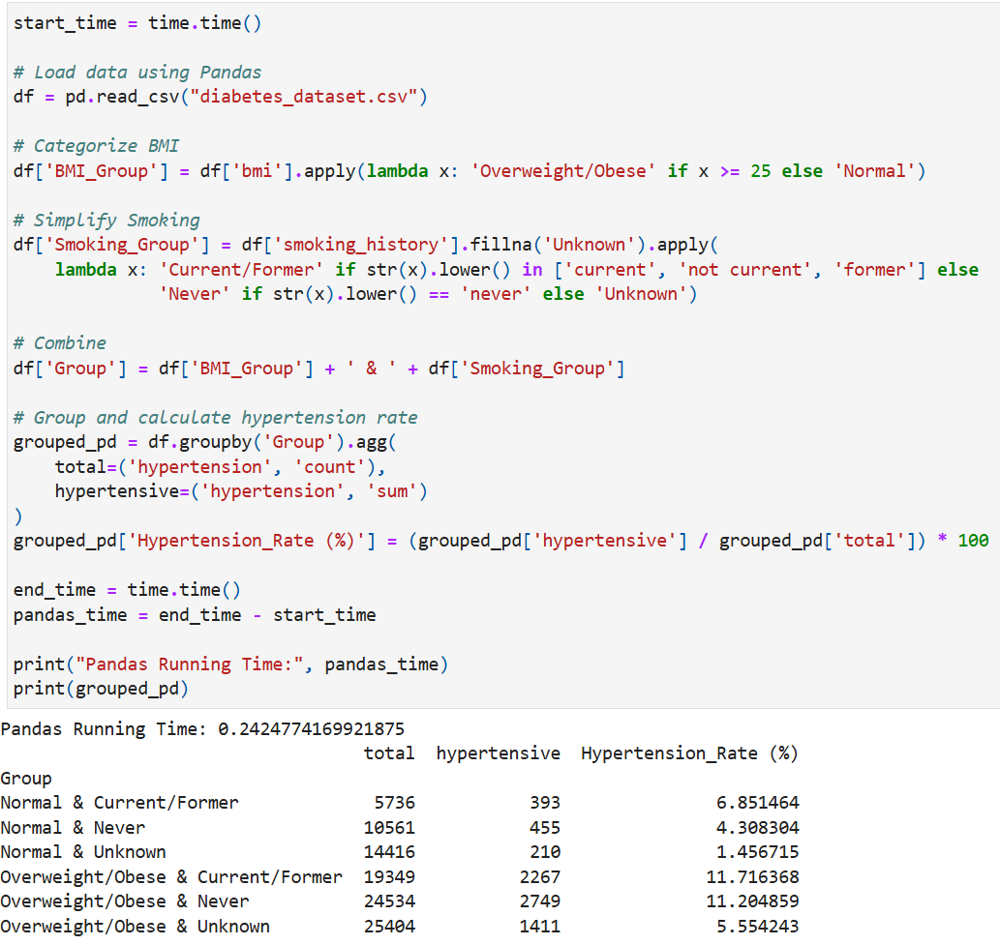 start_time = time.time()
# Load data using Pandas
df = pd.read_csv("diabetes_dataset.csv")
# Categorize BMI
df['BMI_Group'] = df['bmi'].apply(lambda x: 'Overweight/Obese' if x >= 25 else 'Normal')
# Simplify Smoking
df['Smoking_Group'] = df['smoking_history'].fillna('Unknown').apply(
    lambda x: 'Current/Former' if str(x).lower() in ['current', 'not current', 'former'] else
              'Never' if str(x).lower() == 'never' else 'Unknown')
# Combine
df['Group'] = df['BMI_Group'] + ' & ' + df['Smoking_Group']
# Group and calculate hypertension rate
grouped_pd = df.groupby('Group').agg(
    total=('hypertension', 'count'),
    hypertensive=('hypertension', 'sum')
)
grouped_pd['Hypertension_Rate (%)'] = (grouped_pd['hypertensive'] / grouped_pd['total']) * 100
end_time = time.time()
pandas_time = end_time - start_time
print("Pandas Running Time:", pandas_time)
print(grouped_pd)
Pandas Running Time: 0.2424774169921875
                                 total  hypertensive  Hypertension_Rate (%)
Group
Normal & Current/Former           5736           393               6.851464
Normal & Never                   10561           455               4.308304
Normal & Unknown                 14416           210               1.456715
Overweight/Obese & Current/Former  19349          2267              11.716368
Overweight/Obese & Never         24534          2749              11.204859
Overweight/Obese & Unknown       25404          1411               5.554243